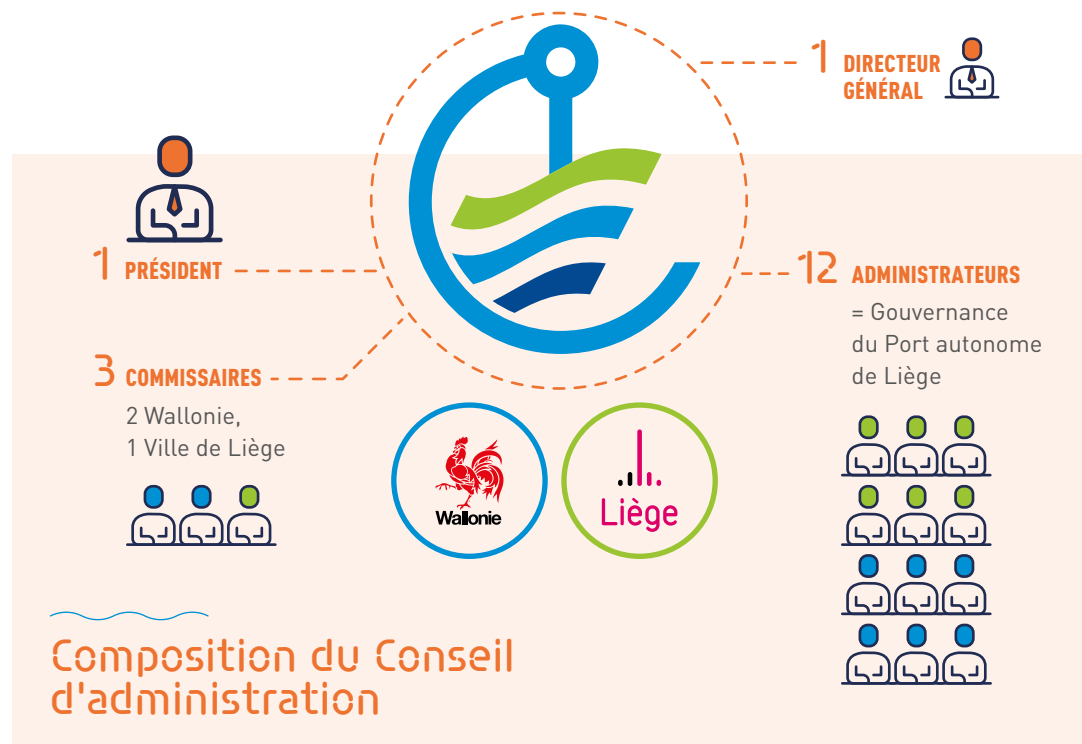 1 DIRECTEUR
GÉNÉRAL
1 PRÉSIDENT
12 ADMINISTRATEURS
= Gouvernance
du Port autonome
de Liège
3 COMMISSAIRES
2 Wallonie,
1 Ville de Liège
Wallonie
Liège
Composition du Conseil
d'administration